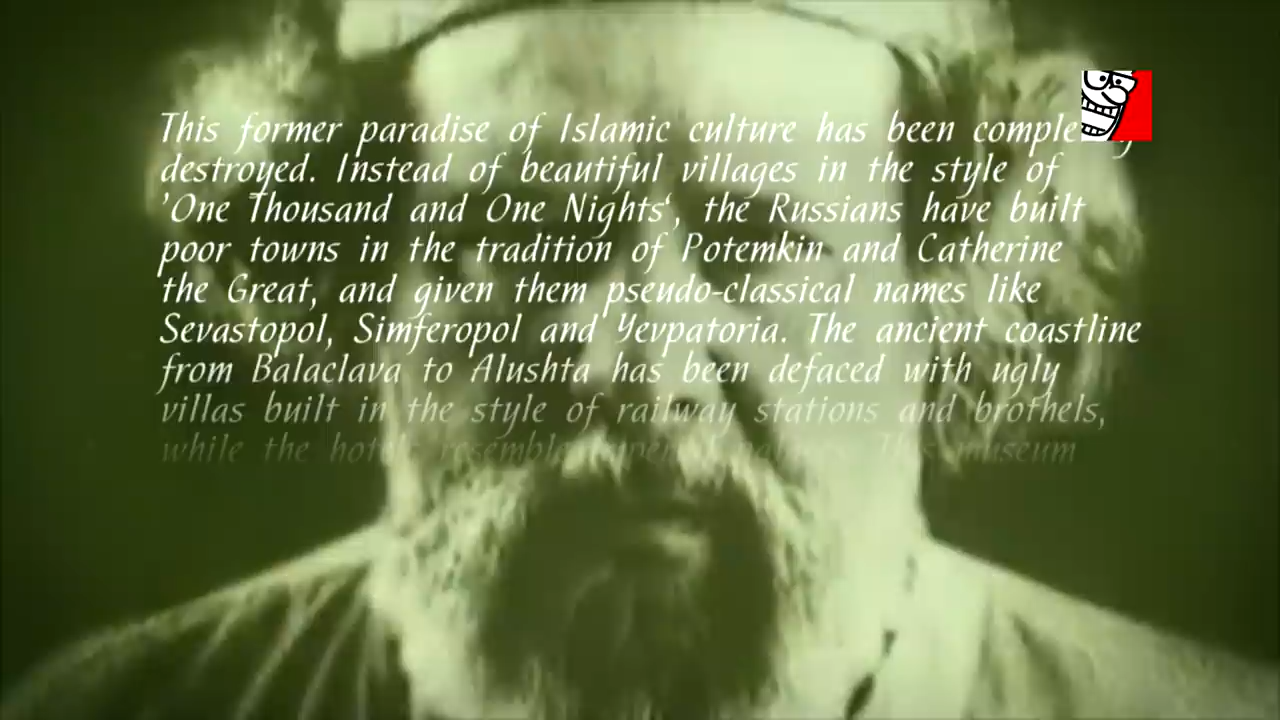 This former paradise of Islamic culture has been comple
destroyed. Instead of beautiful villages in the style of
'One Thousand and One Nights‘, the Russians have built
poor towns in the tradition of Potemkin and Catherine
the Great, and given them pseudo-classical names like
Sevastopol, Simferopol and Yevpatoria. The ancient coastline
from Balaclava to Alushta has been defaced with ugly
villas built in the style of railway stations and brothels,
while the hotels resemble museum